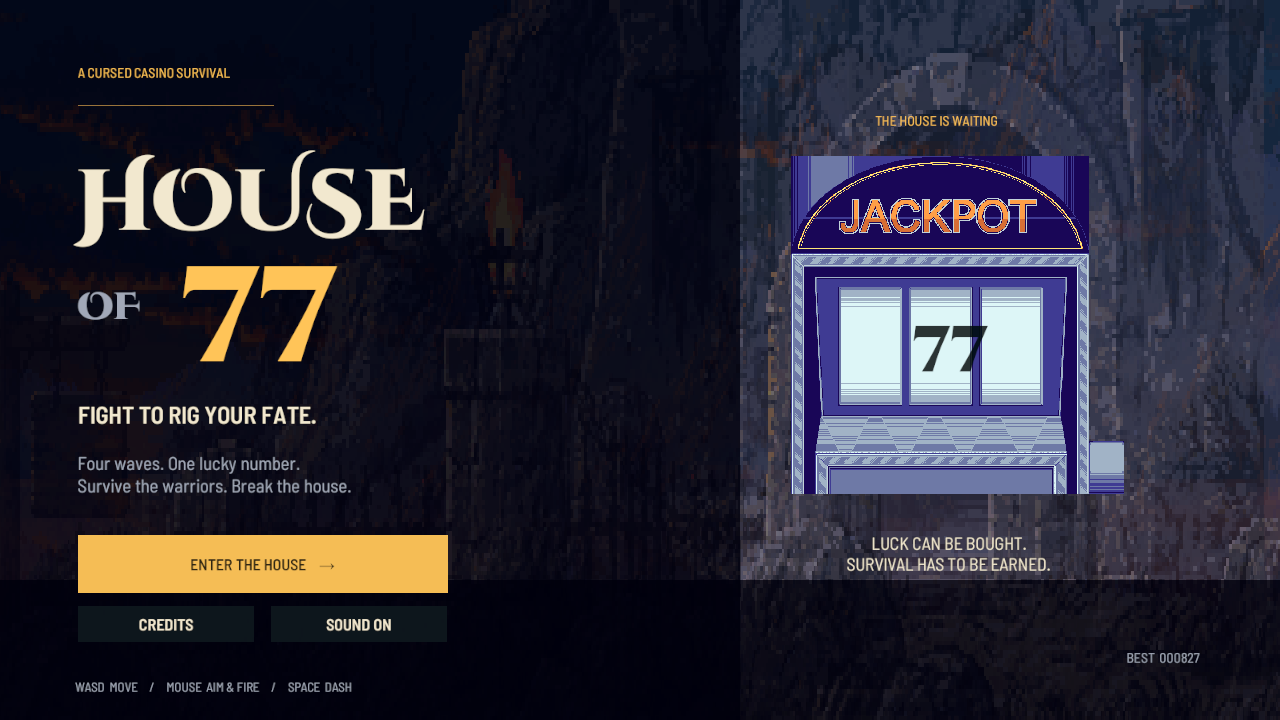 A CURSED CASINO SURVIVAL
HOUSE
OF 77
FIGHT TO RIG YOUR FATE.
Four waves. One lucky number.
Survive the warriors. Break the house.
ENTER THE HOUSE →
CREDITS
SOUND ON
WASD MOVE / MOUSE AIM & FIRE / SPACE DASH
THE HOUSE IS WAITING
JACKPOT
77
LUCK CAN BE BOUGHT.
SURVIVAL HAS TO BE EARNED.
BEST 000827